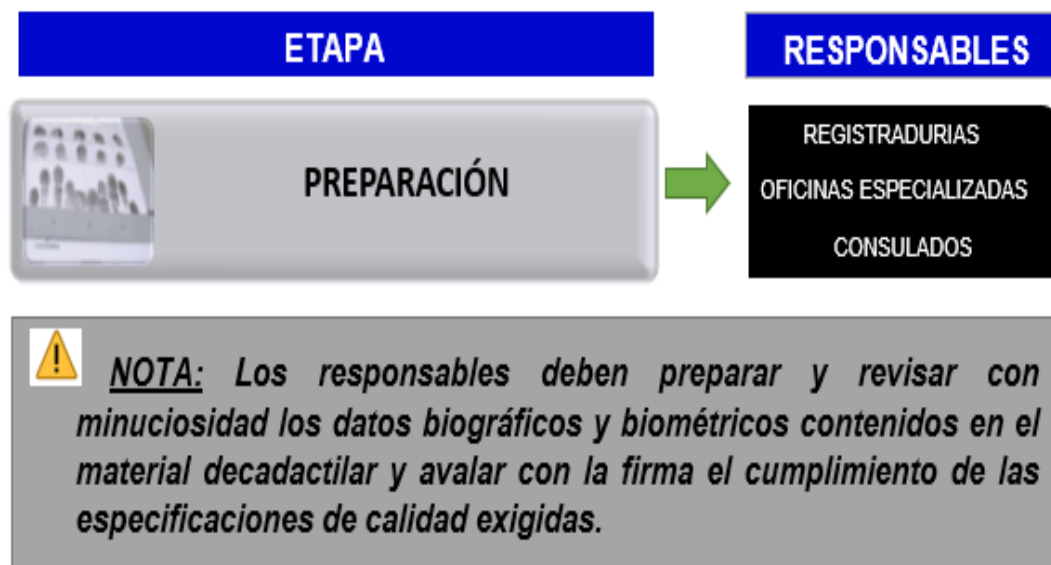 ETAPA
RESPONSABLES
PREPARACIÓN
REGISTRADURIAS
OFICINAS ESPECIALIZADAS
CONSULADOS
NOTA: Los responsables deben preparar y revisar con
minuciosidad los datos biográficos y biométricos contenidos en el
material decadactilar y avalar con la firma el cumplimiento de las
especificaciones de calidad exigidas.